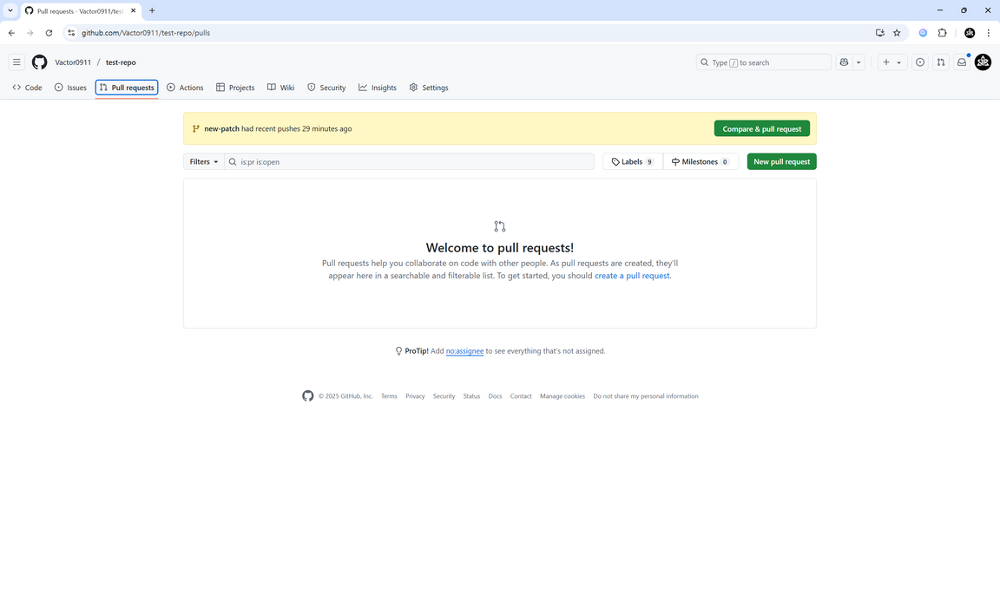 Pull requests · Vactor0911/tes
github.com/Vactor0911/test-repo/pulls
Vactor0911 / test-repo
Type / to search
Code Issues Pull requests Actions Projects Wiki Security Insights Settings
new-patch had recent pushes 29 minutes ago
Compare & pull request
Filters
is:pr is:open
Labels 9
Milestones 0
New pull request
Welcome to pull requests!
Pull requests help you collaborate on code with other people. As pull requests are created, they'll
appear here in a searchable and filterable list. To get started, you should create a pull request.
ProTip! Add no:assignee to see everything that's not assigned.
© 2025 GitHub, Inc. Terms Privacy Security Status Docs Contact Manage cookies Do not share my personal information